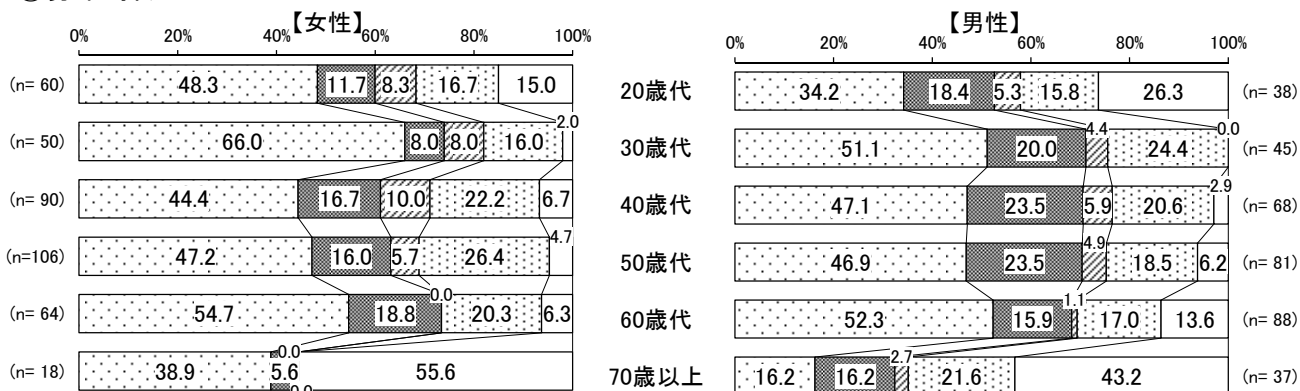 【女性】 【男性】
0% 20% 40% 60% 80% 100% 0% 20% 40% 60% 80% 100%
(n= 60) 48.3 11.7 8.3 16.7 15.0 20歳代 34.2 18.4 5.3 15.8 26.3 (n= 38)
2.0 4.4 0.0
(n= 50) 66.0 8.0 8.0 16.0 30歳代 51.1 20.0 24.4 (n= 45)
2.9
(n= 90) 44.4 16.7 10.0 22.2 6.7 40歳代 47.1 23.5 5.9 20.6 (n= 68)
4.7 4.9
(n=106) 47.2 16.0 5.7 26.4 50歳代 46.9 23.5 18.5 6.2 (n= 81)
0.0 1.1
(n= 64) 54.7 18.8 20.3 6.3 60歳代 52.3 15.9 17.0 13.6 (n= 88)
0.0 2.7
(n= 18) 38.9 5.6 55.6 70歳以上 16.2 16.2 21.6 43.2 (n= 37)
0.0